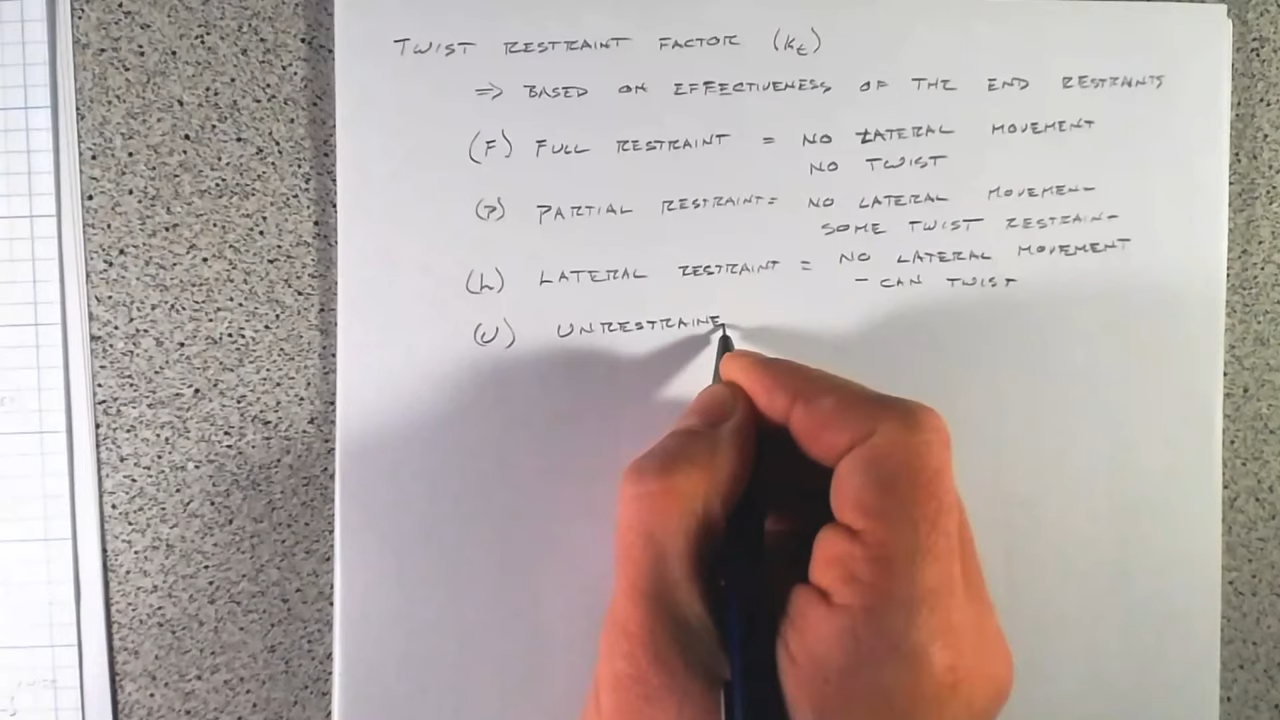 TWIST RESTRAINT FACTOR (kt)
⇒ BASED ON EFFECTIVENESS OF THE END RESTRAINTS
(F) FULL RESTRAINT = NO LATERAL MOVEMENT
NO TWIST
(P) PARTIAL RESTRAINT = NO LATERAL MOVEMENT
SOME TWIST RESTRAINT
(L) LATERAL RESTRAINT = NO LATERAL MOVEMENT
- CAN TWIST
(U) UNRESTRAINE